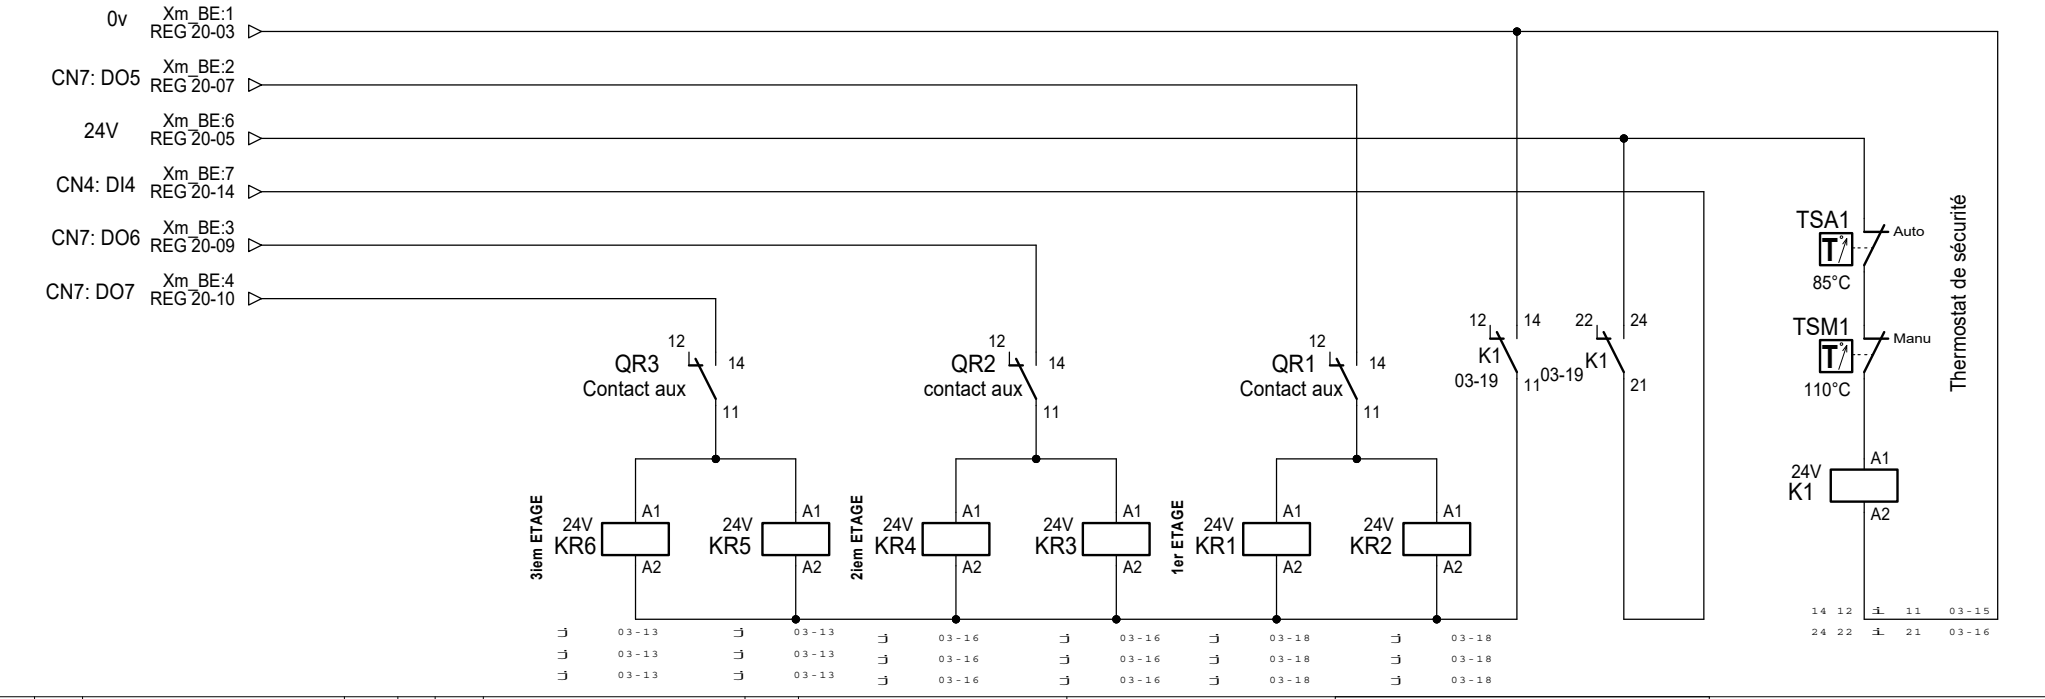 0v
Xm_BE:1
REG 20-03
CN7: DO5
Xm_BE:2
REG 20-07
24V
Xm_BE:6
REG 20-05
CN4: DI4
Xm_BE:7
REG 20-14
CN7: DO6
Xm_BE:3
REG 20-09
CN7: DO7
Xm_BE:4
REG 20-10
12
QR3
14
Contact aux
11
12
QR2
14
contact aux
11
12
QR1
14
Contact aux
11
12
14
K1
03-19
11
22
24
K1
03-19
21
TSA1
Auto
T
85°C
TSM1
Manu
T
110°C
Thermostat de sécurité
24V
K1
A1
A2
3iem ETAGE
24V
KR6
A1
A2
24V
KR5
A1
A2
2iem ETAGE
24V
KR4
A1
A2
24V
KR3
A1
A2
1er ETAGE
24V
KR1
A1
A2
24V
KR2
A1
A2
03-13
03-13
03-13
03-13
03-13
03-13
03-16
03-16
03-16
03-16
03-16
03-16
03-18
03-18
03-18
03-18
03-18
03-18
14 12 11 03-15
24 22 21 03-16